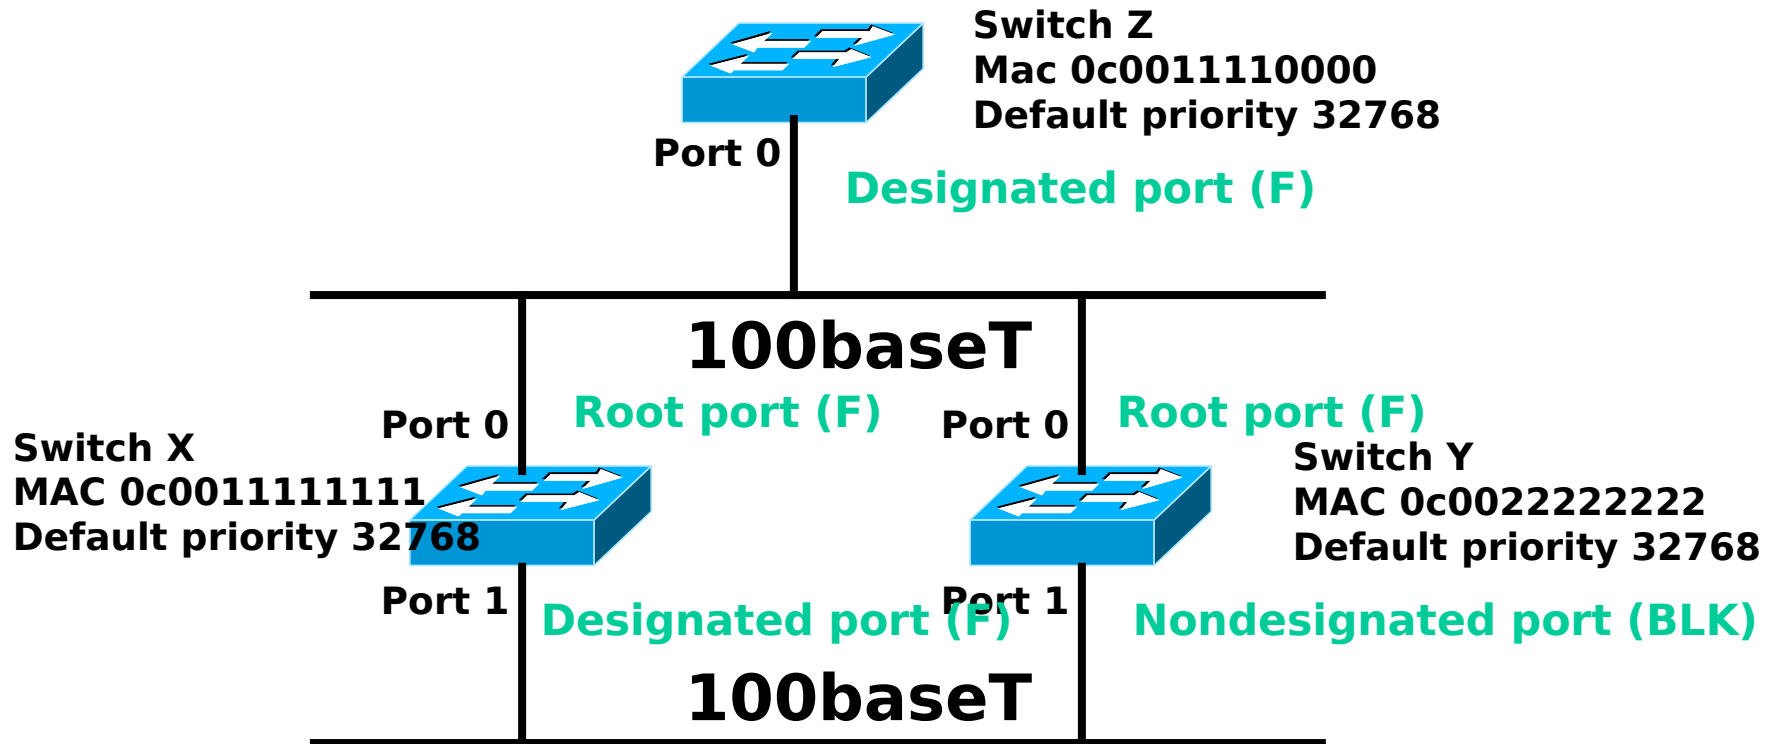 Switch Z
Mac 0c0011110000
Default priority 32768
Port 0
Designated port (F)
100baseT
Port 0
Root port (F)
Port 0
Root port (F)
Switch X
MAC 0c0011111111
Default priority 32768
Switch Y
MAC 0c0022222222
Default priority 32768
Port 1
Designated port (F)
Port 1
Nondesignated port (BLK)
100baseT